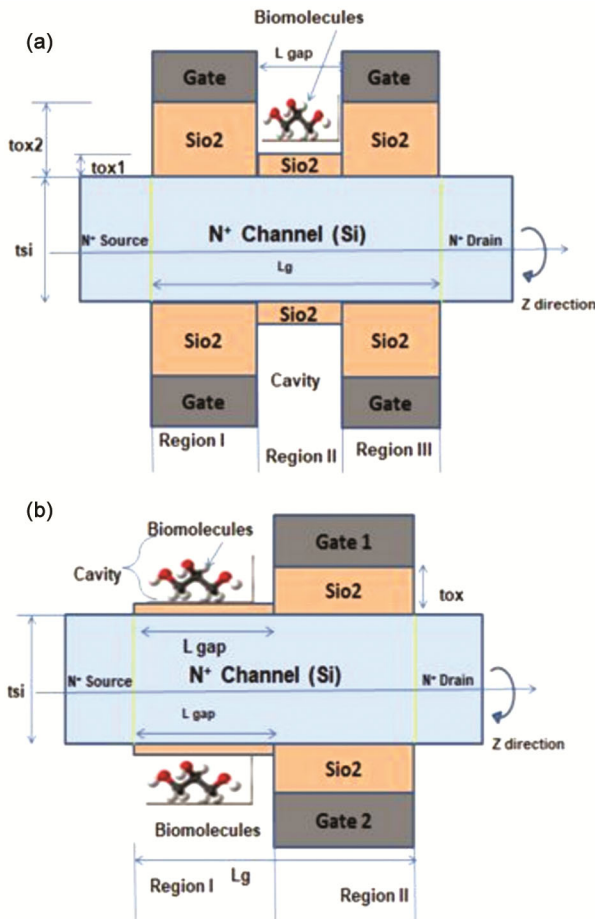 (a)
Biomolecules
L gap
Gate
Gate
tox2
Sio2
Sio2
tox1
Sio2
tsi
N⁺ Source
N⁺ Channel (Si)
N⁺ Drain
Lg
Z direction
Sio2
Sio2
Sio2
Cavity
Gate
Gate
Region I
Region II
Region III
(b)
Biomolecules
Cavity
Gate 1
Sio2
tox
L gap
tsi
N⁺ Source
N⁺ Channel (Si)
N⁺ Drain
L gap
Z direction
Sio2
Gate 2
Biomolecules
Lg
Region I
Region II